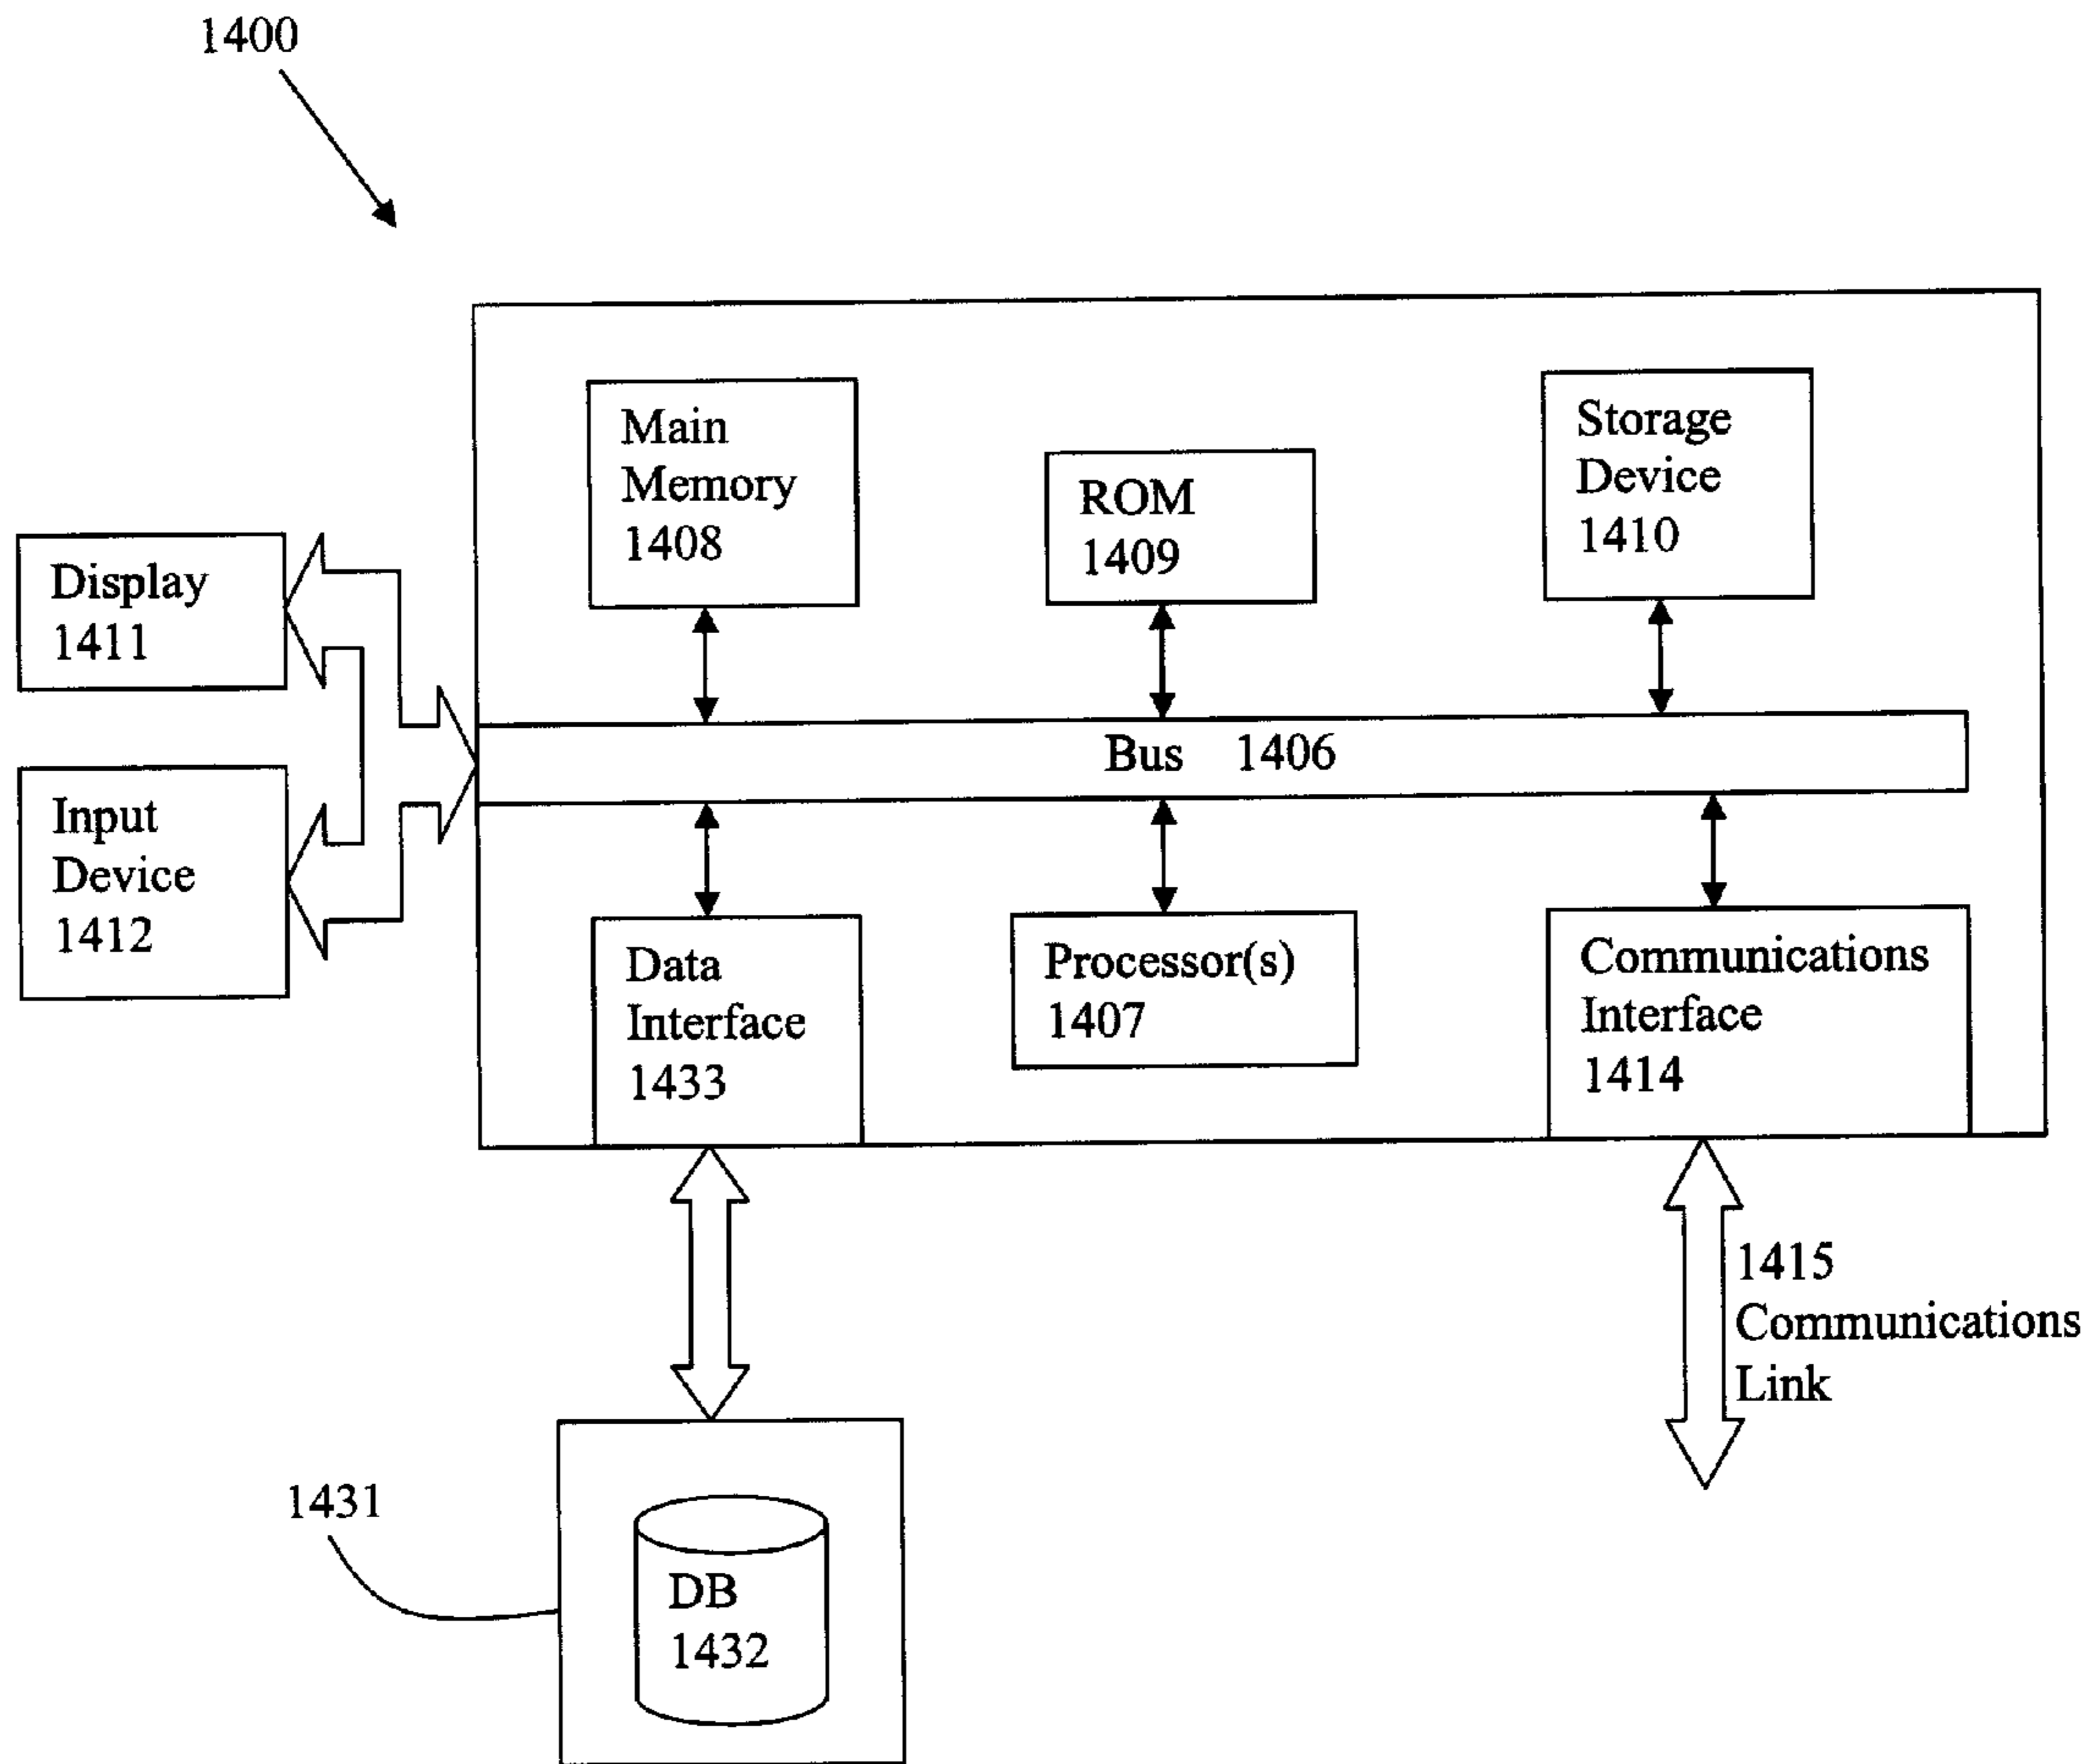 1400
Main
Memory
1408
ROM
1409
Storage
Device
1410
Display
1411
Bus 1406
Input
Device
1412
Data
Interface
1433
Processor(s)
1407
Communications
Interface
1414
1415
Communications
Link
1431
DB
1432